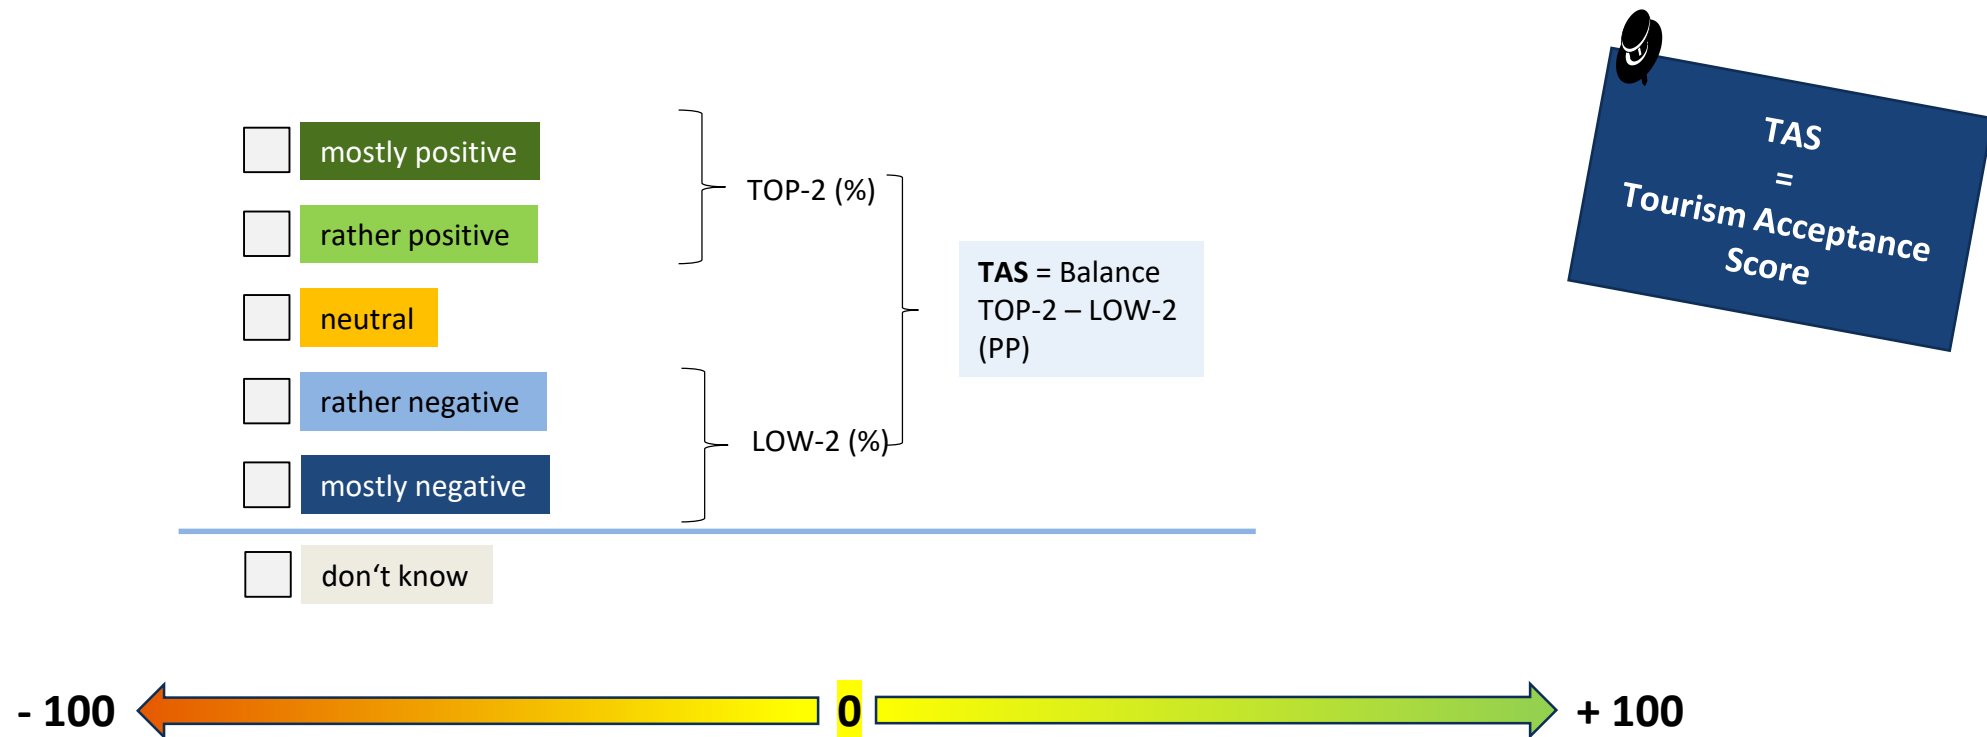 mostly positive
rather positive
neutral
rather negative
mostly negative
don‘t know
TOP-2 (%)
LOW-2 (%)
TAS = Balance
TOP-2 – LOW-2
(PP)
TAS
=
Tourism Acceptance
Score
- 100
0
+ 100